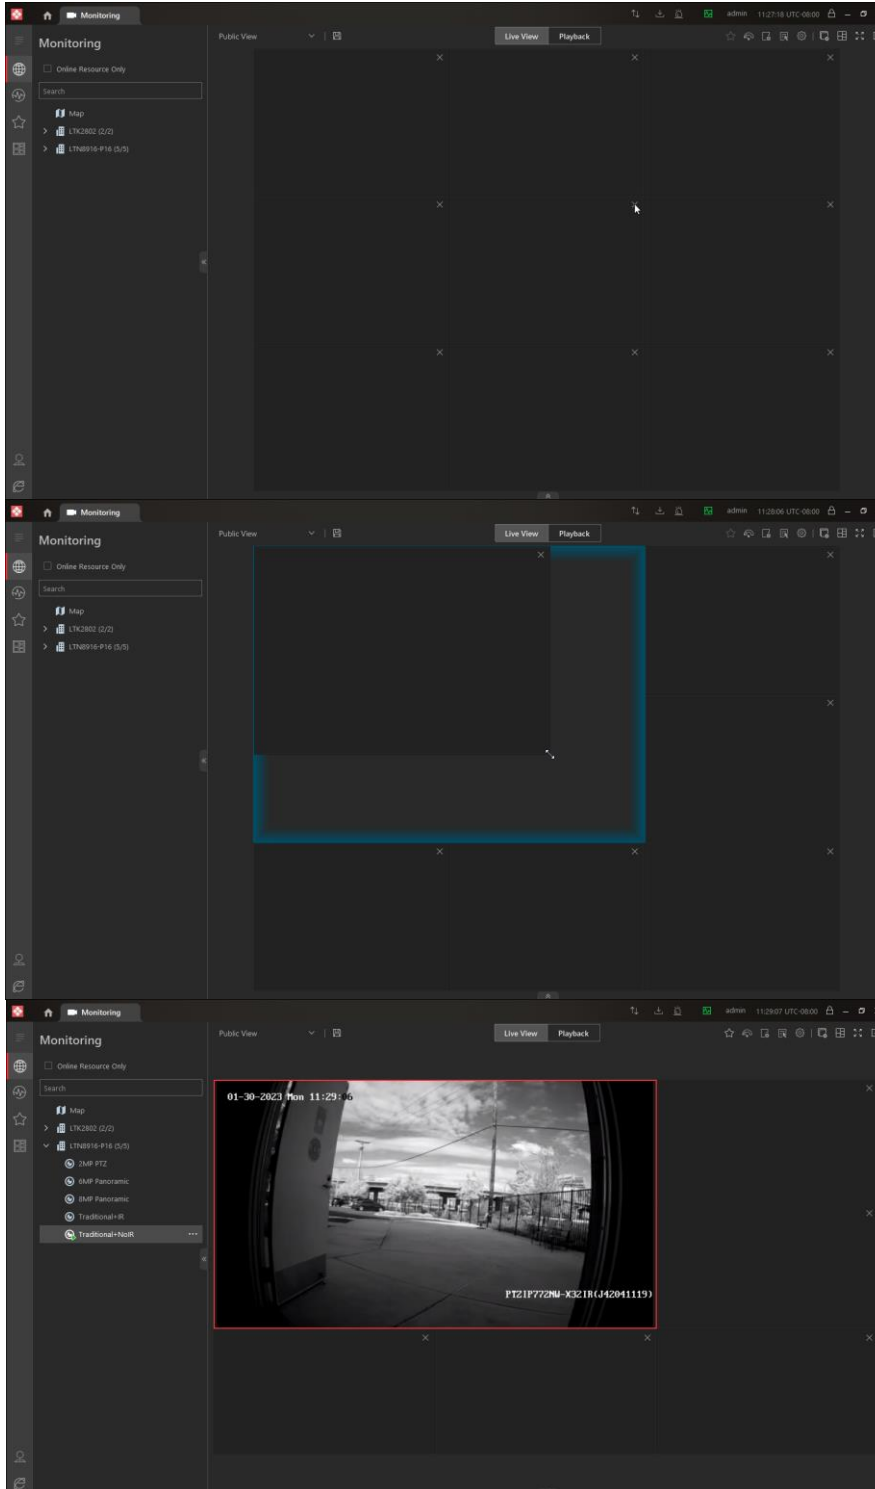 Monitoring
admin 11:27:18 UTC-08:00
Monitoring
Public View
Live View Playback
Online Resource Only
Search
Map
LTK2802 (2/2)
LTN8916-P16 (5/5)
Monitoring
admin 11:28:06 UTC-08:00
Monitoring
Public View
Live View Playback
Online Resource Only
Search
Map
LTK2802 (2/2)
LTN8916-P16 (5/5)
Monitoring
admin 11:29:07 UTC-08:00
Monitoring
Public View
Live View Playback
Online Resource Only
Search
Map
LTK2802 (2/2)
LTN8916-P16 (5/5)
2MP PTZ
6MP Panoramic
8MP Panoramic
Traditional+IR
Traditional+NoIR
01-30-2023 Mon 11:29:06
PTZIP772NW-X32IR(J42041119)